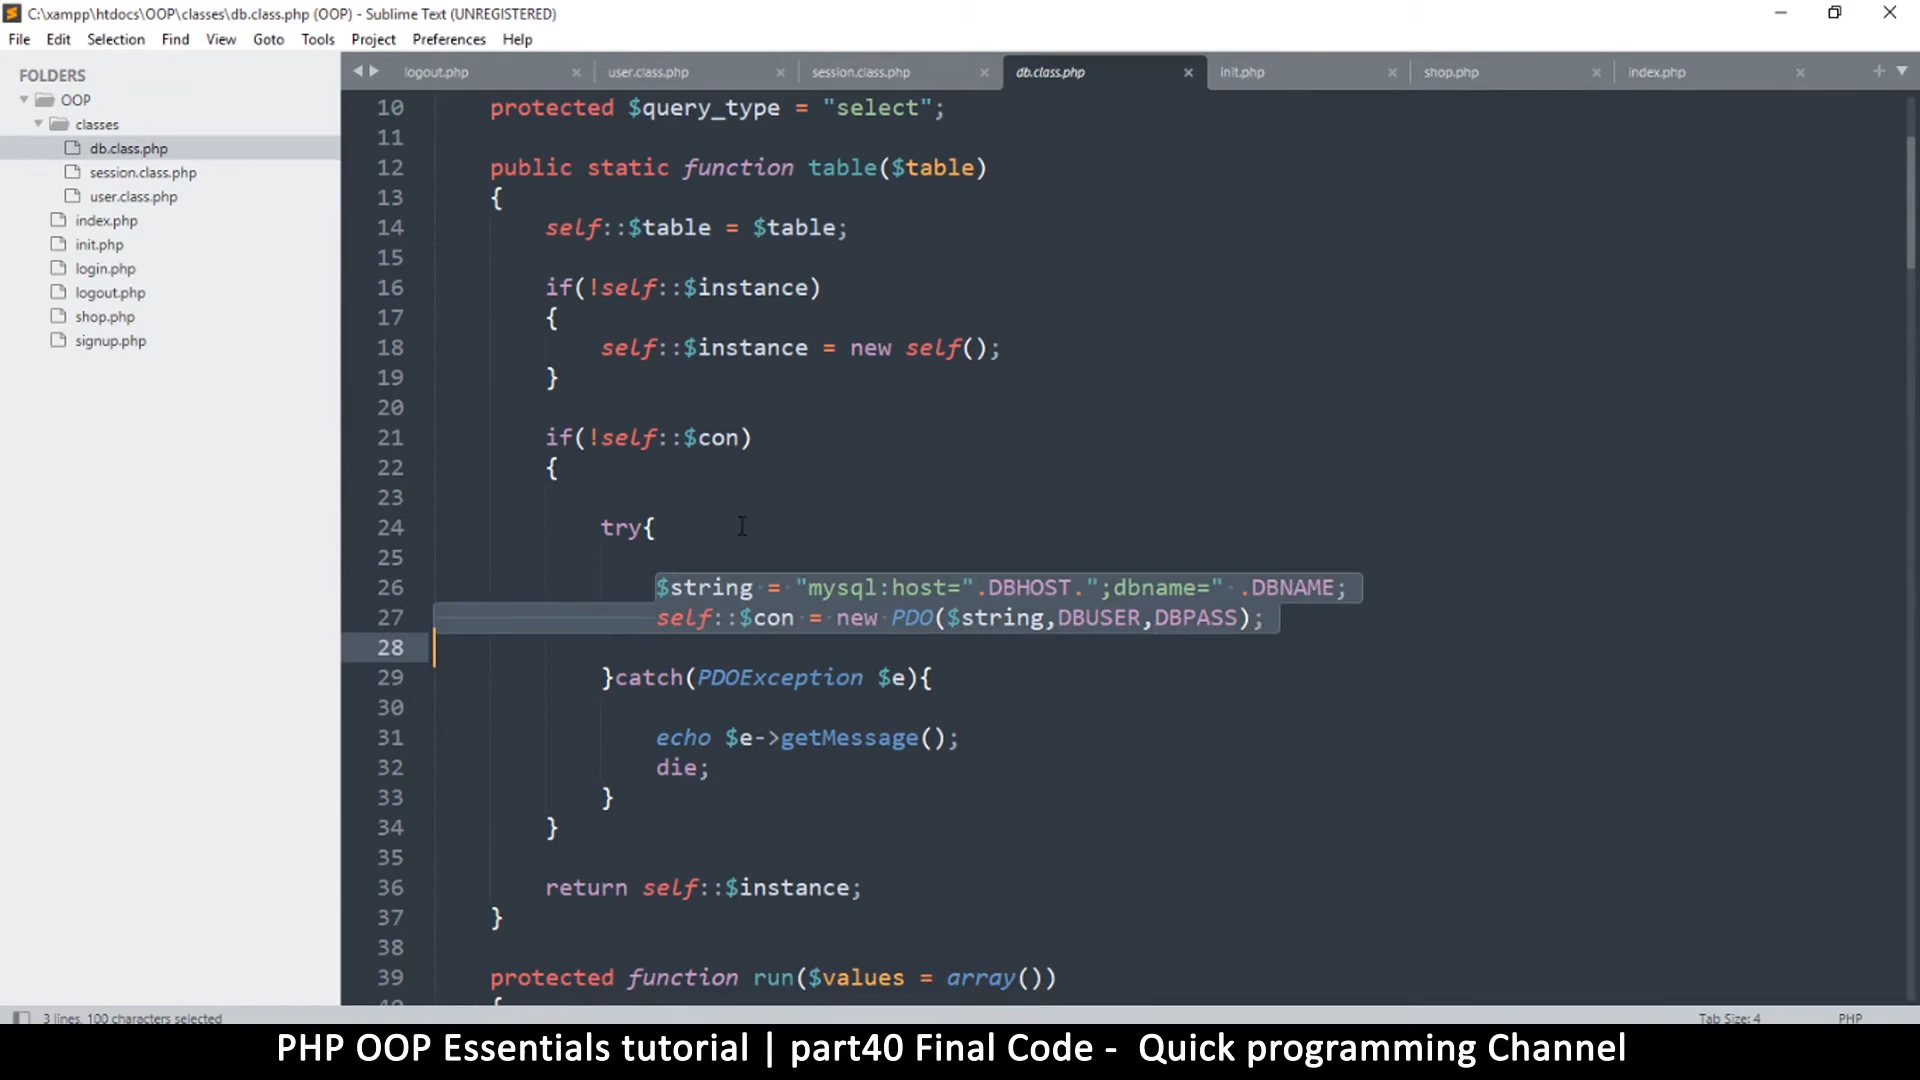 C:\xampp\htdocs\OOP\classes\db.class.php (OOP) - Sublime Text (UNREGISTERED)
File Edit Selection Find View Goto Tools Project Preferences Help
FOLDERS
OOP
classes
db.class.php
session.class.php
user.class.php
index.php
init.php
login.php
logout.php
shop.php
signup.php
logout.php user.class.php session.class.php db.class.php init.php shop.php index.php
10 protected $query_type = "select";
11
12 public static function table($table)
13 {
14 self::$table = $table;
15
16 if(!self::$instance)
17 {
18 self::$instance = new self();
19 }
20
21 if(!self::$con)
22 {
23
24 try{
25
26 $string = "mysql:host=".DBHOST.";dbname=" .DBNAME;
27 self::$con = new PDO($string,DBUSER,DBPASS);
28
29 }catch(PDOException $e){
30
31 echo $e->getMessage();
32 die;
33 }
34 }
35
36 return self::$instance;
37 }
38
39 protected function run($values = array())
40 {
3 lines, 100 characters selected Tab Size: 4 PHP
PHP OOP Essentials tutorial | part40 Final Code - Quick programming Channel